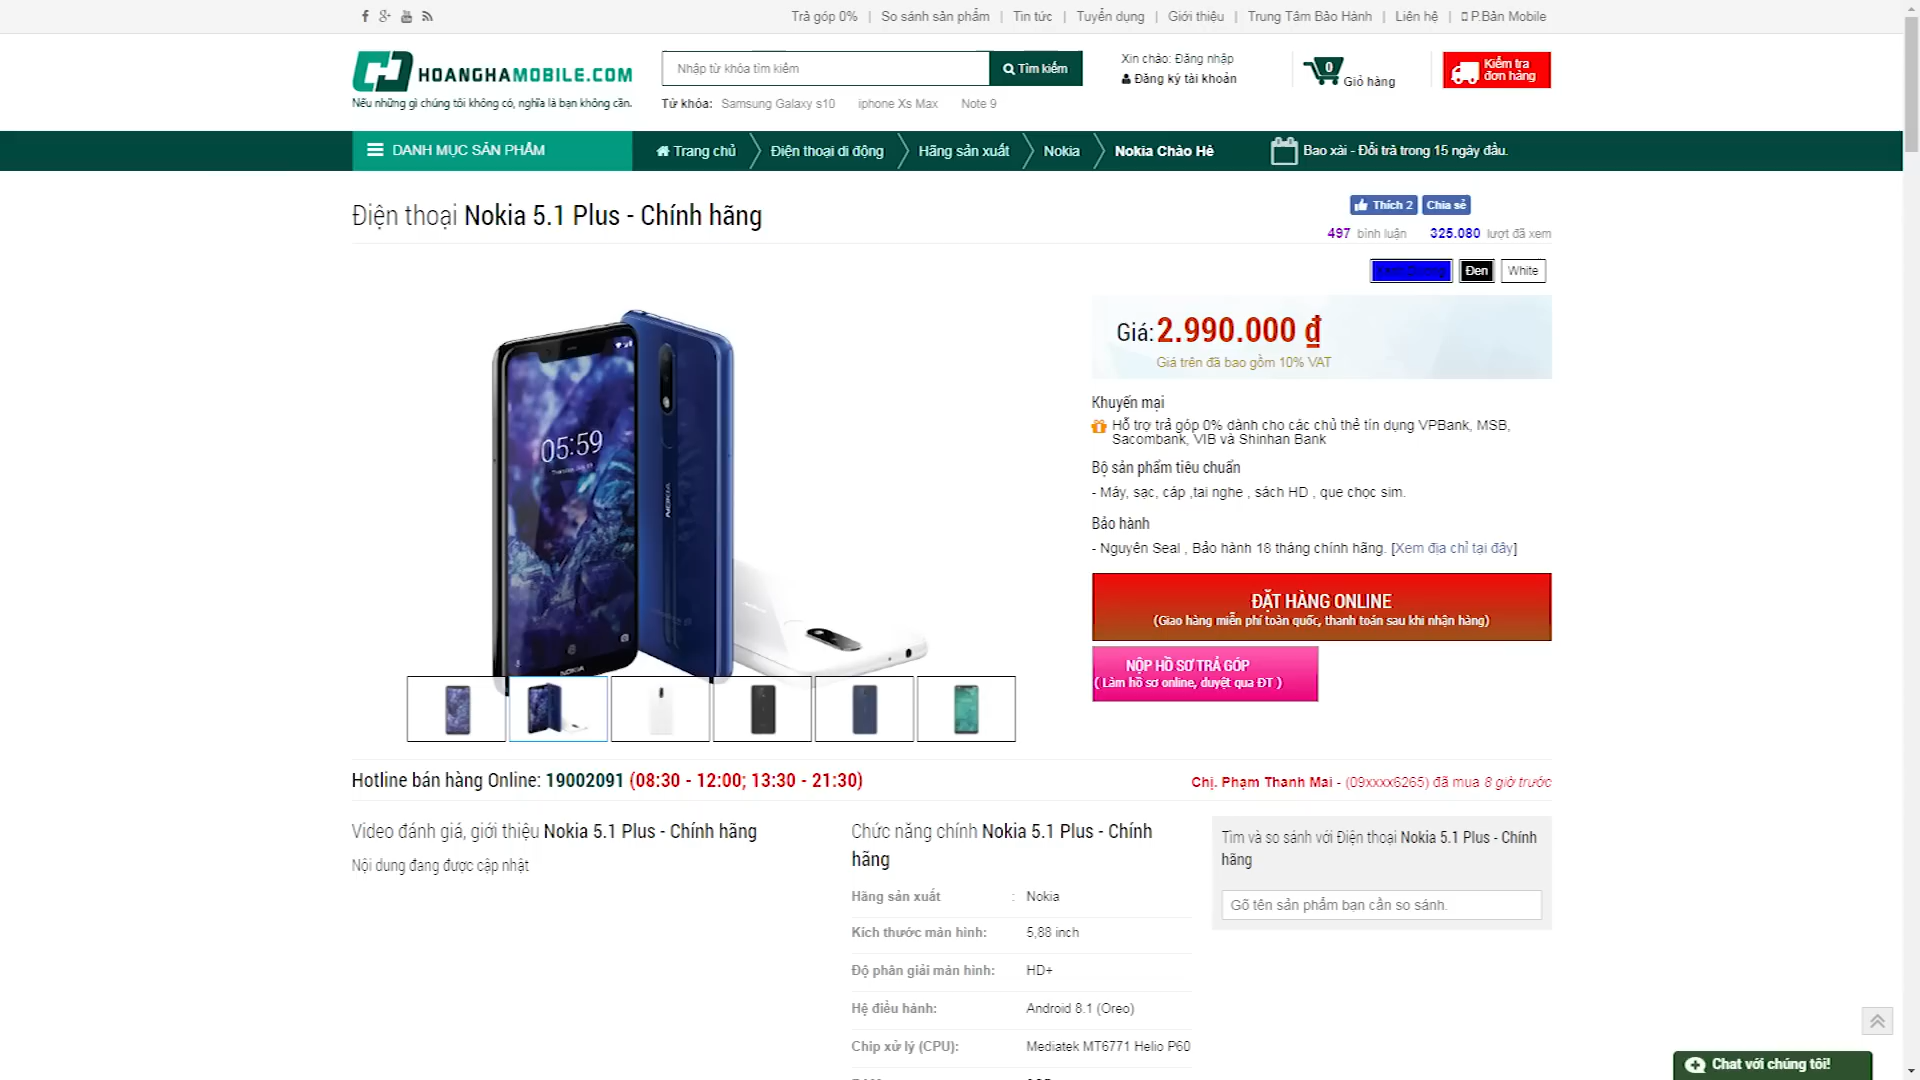 Trả góp 0% | So sánh sản phẩm | Tin tức | Tuyển dụng | Giới thiệu | Trung Tâm Bảo Hành | Liên hệ | P.Bản Mobile
HOANGHAMOBILE.COM
Nếu những gì chúng tôi không có, nghĩa là bạn không cần.
Nhập từ khóa tìm kiếm
Tìm kiếm
Từ khóa: Samsung Galaxy s10 iphone Xs Max Note 9
Xin chào: Đăng nhập
Đăng ký tài khoản
0
Giỏ hàng
Kiểm tra
đơn hàng
DANH MỤC SẢN PHẨM
Trang chủ Điện thoại di động Hãng sản xuất Nokia Nokia Chào Hè
Bao xài - Đổi trả trong 15 ngày đầu.
Điện thoại Nokia 5.1 Plus - Chính hãng
Thích 2 Chia sẻ
497 bình luận 325.080 lượt đã xem
Đen White
Giá: 2.990.000 ₫
Giá trên đã bao gồm 10% VAT
Khuyến mại
Hỗ trợ trả góp 0% dành cho các chủ thẻ tín dụng VPBank, MSB,
Sacombank, VIB và Shinhan Bank
Bộ sản phẩm tiêu chuẩn
- Máy, sạc, cáp ,tai nghe , sách HD , que chọc sim.
Bảo hành
- Nguyên Seal , Bảo hành 18 tháng chính hãng. [Xem địa chỉ tại đây]
ĐẶT HÀNG ONLINE
(Giao hàng miễn phí toàn quốc, thanh toán sau khi nhận hàng)
NỘP HỒ SƠ TRẢ GÓP
( Làm hồ sơ online, duyệt qua ĐT )
05:59
NOKIA
NOKIA
Hotline bán hàng Online: 19002091 (08:30 - 12:00; 13:30 - 21:30)
Chị. Phạm Thanh Mai - (09xxxx6265) đã mua 8 giờ trước
Video đánh giá, giới thiệu Nokia 5.1 Plus - Chính hãng
Nội dung đang được cập nhật
Chức năng chính Nokia 5.1 Plus - Chính
hãng
Hãng sản xuất : Nokia
Kích thước màn hình: 5,88 inch
Độ phân giải màn hình: HD+
Hệ điều hành: Android 8.1 (Oreo)
Chip xử lý (CPU): Mediatek MT6771 Helio P60
Tìm và so sánh với Điện thoại Nokia 5.1 Plus - Chính
hãng
Gõ tên sản phẩm bạn cần so sánh.
Chat với chúng tôi!